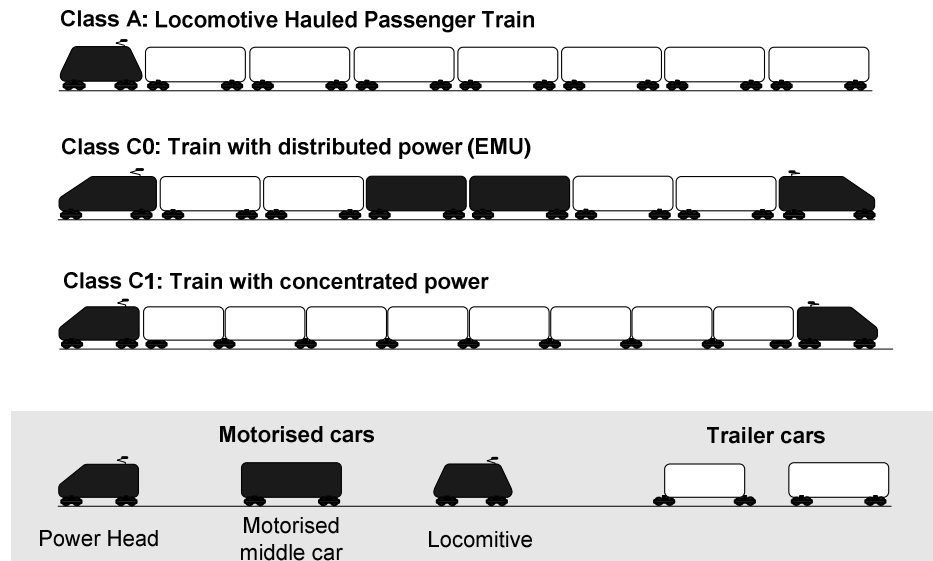 Class A: Locomotive Hauled Passenger Train
Class C0: Train with distributed power (EMU)
Class C1: Train with concentrated power
Motorised cars
Trailer cars
Power Head
Motorised
middle car
Locomitive